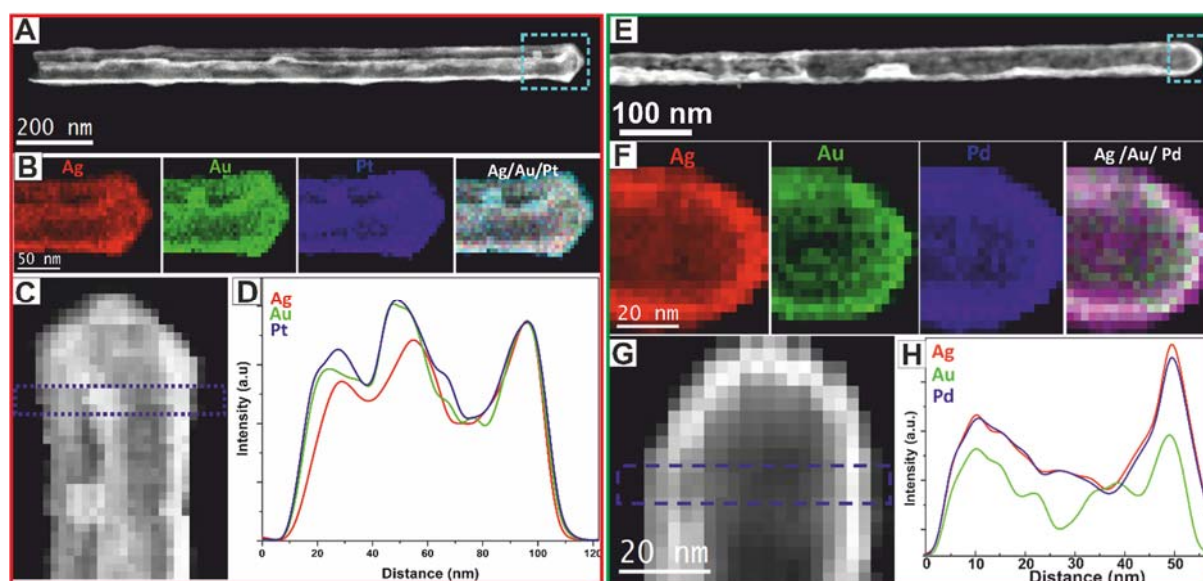 A
200 nm
B
Ag
Au
Pt
Ag/Au/Pt
50 nm
C
D
Ag
Au
Pt
Intensity (a.u)
0 20 40 60 80 100 120
Distance (nm)
E
100 nm
F
Ag
Au
Pd
Ag /Au/ Pd
20 nm
G
20 nm
H
Ag
Au
Pd
Intensity (a.u.)
0 10 20 30 40 50
Distance (nm)